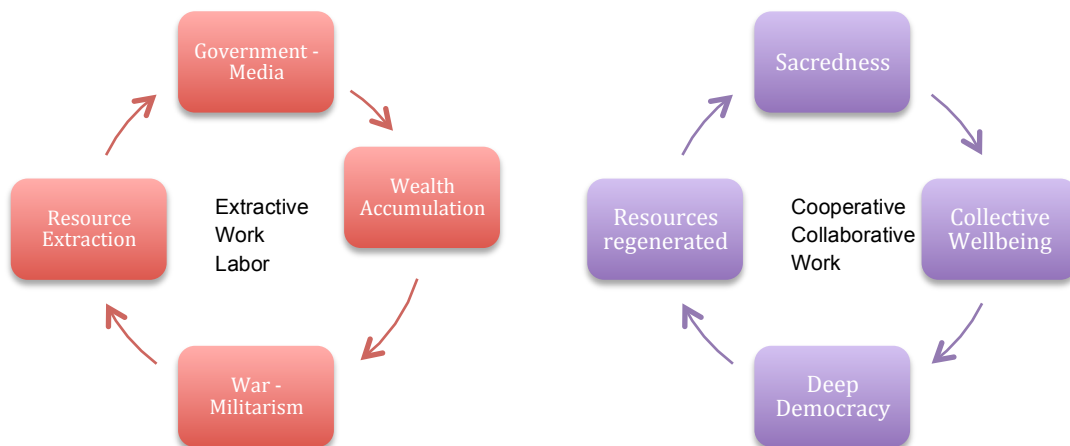 Government -
Media
Wealth
Accumulation
War -
Militarism
Resource
Extraction
Extractive
Work
Labor
Sacredness
Collective
Wellbeing
Deep
Democracy
Resources
regenerated
Cooperative
Collaborative
Work